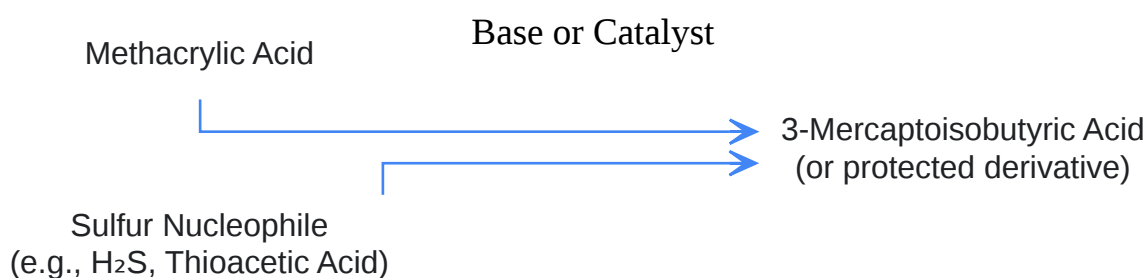 Base or Catalyst
Methacrylic Acid
3-Mercaptoisobutyric Acid
(or protected derivative)
Sulfur Nucleophile
(e.g., H₂S, Thioacetic Acid)